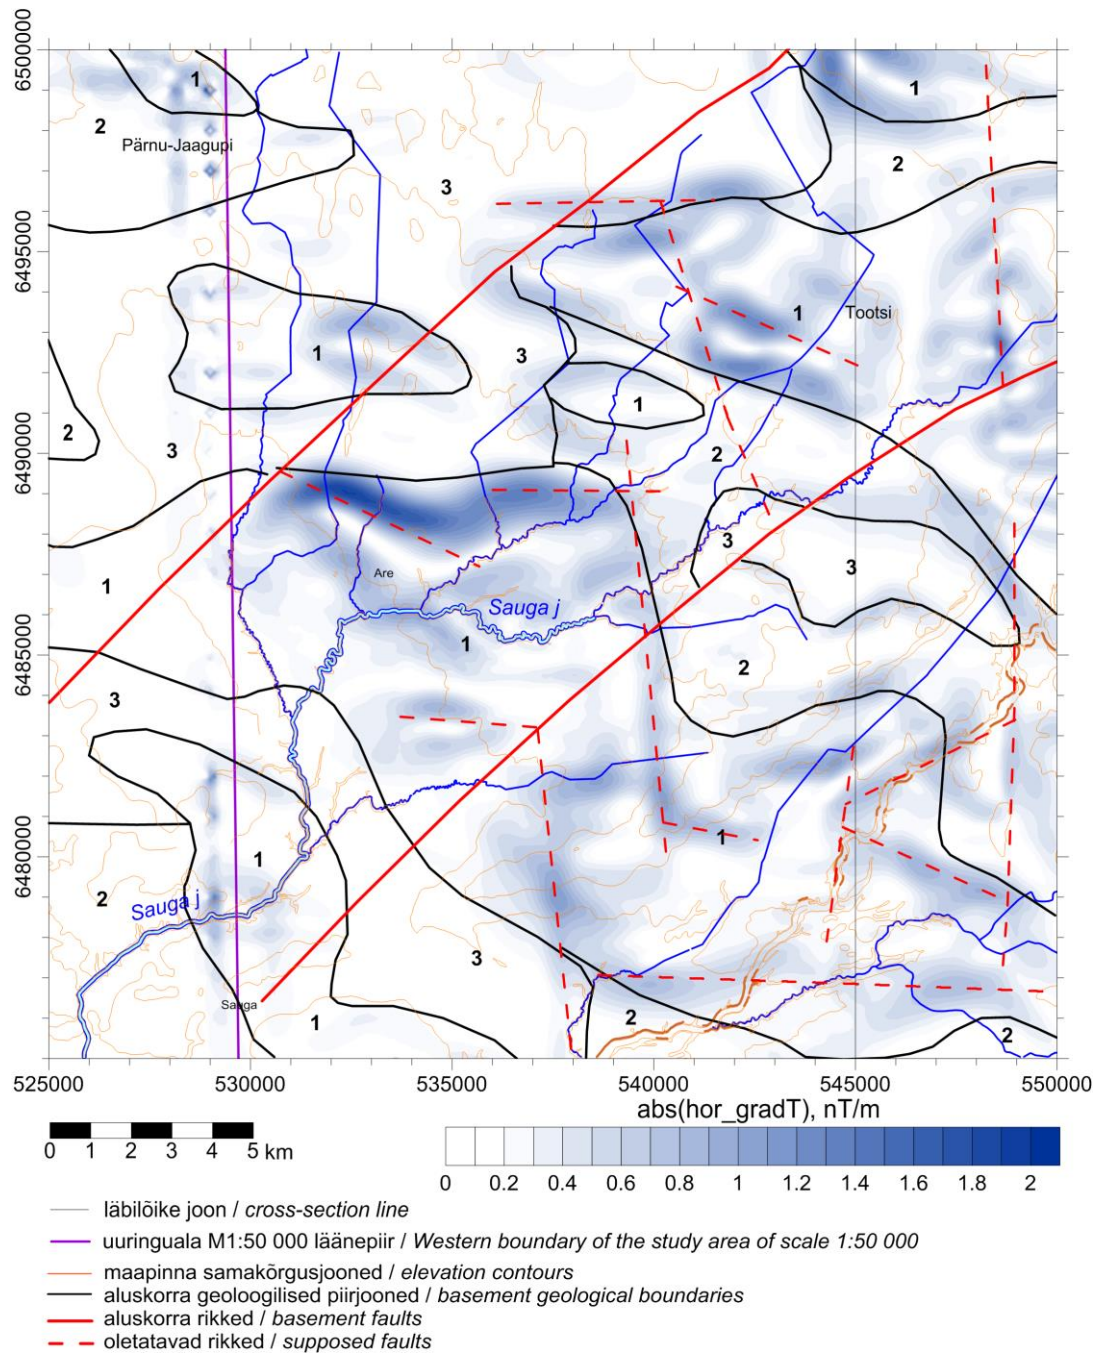 6500000
1
1
2
Pärnu-Jaagupi
2
3
6495000
1
Tootsi
3
1
1
2
3
6490000
2
3
3
1
Are
Sauga j
1
6485000
2
3
1
6480000
1
2
Sauga j
3
Sauga
1
2
2
525000
530000
535000
540000
545000
550000
abs(hor_gradT), nT/m
0 1 2 3 4 5 km
0 0.2 0.4 0.6 0.8 1 1.2 1.4 1.6 1.8 2
läbilõike joon / cross-section line
uuringuala M1:50 000 läänepiir / Western boundary of the study area of scale 1:50 000
maapinna samakõrgusjooned / elevation contours
aluskorra geoloogilised piirjooned / basement geological boundaries
aluskorra rikked / basement faults
oletatavad rikked / supposed faults